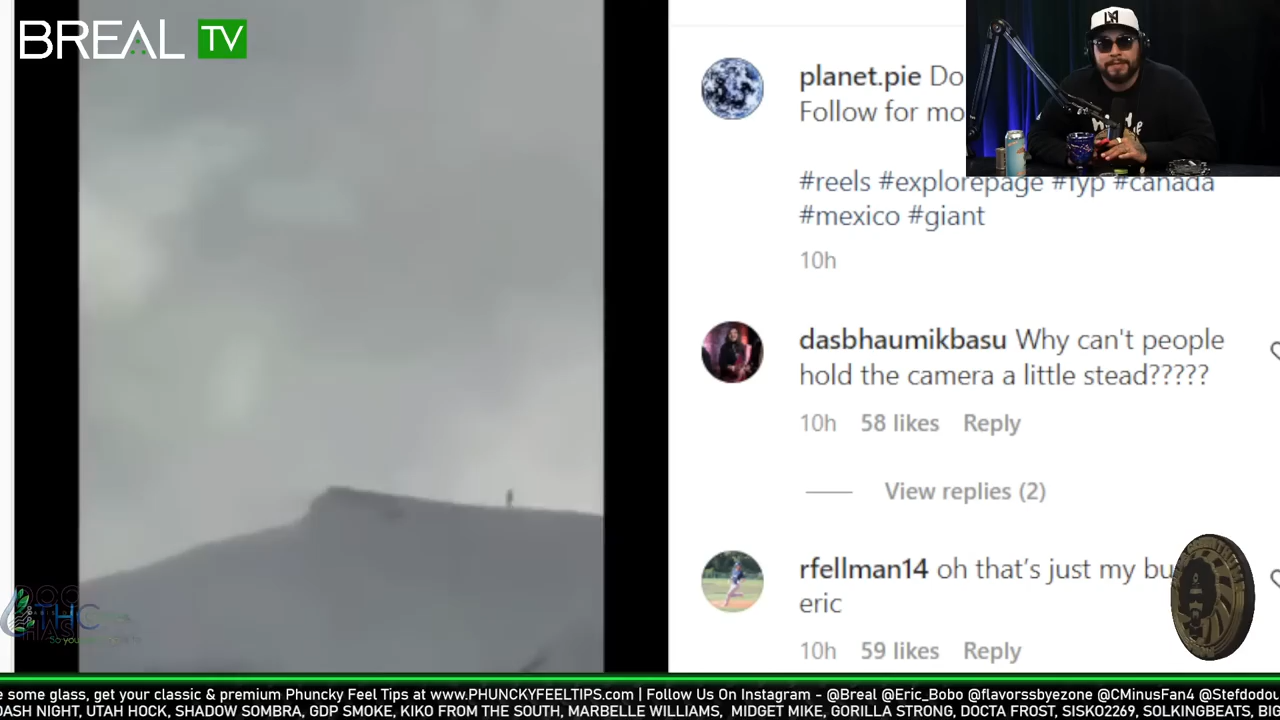 BREAL TV
planet.pie Do
Follow for mo
#reels #explorepage #fyp #canada
#mexico #giant
10h
dasbhaumikbasu Why can't people
hold the camera a little stead?????
10h 58 likes Reply
View replies (2)
rfellman14 oh that's just my bu
eric
10h 59 likes Reply
THC
e some glass, get your classic & premium Phuncky Feel Tips at www.PHUNCKYFEELTIPS.com | Follow Us On Instagram - @Breal @Eric_Bobo @flavorssbyezone @CMinusFan4 @Stefdodou
DASH NIGHT, UTAH HOCK, SHADOW SOMBRA, GDP SMOKE, KIKO FROM THE SOUTH, MARBELLE WILLIAMS, MIDGET MIKE, GORILLA STRONG, DOCTA FROST, SISKO2269, SOLKINGBEATS, BIG